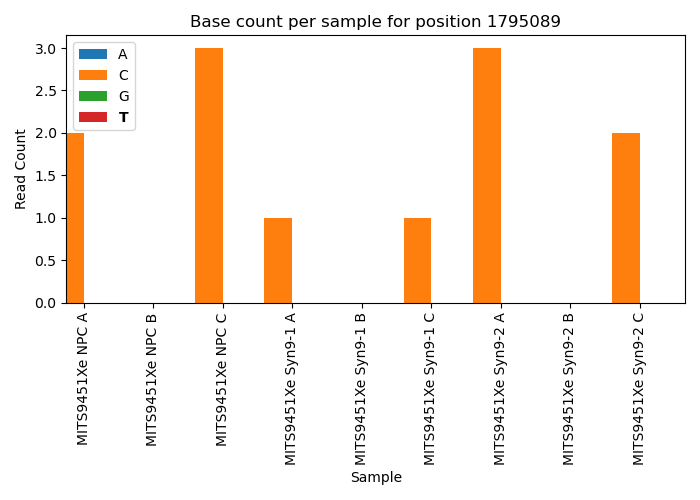 Base count per sample for position 1795089
3.0
2.5
2.0
1.5
1.0
0.5
0.0
Read Count
A
C
G
T
MITS9451Xe NPC A
MITS9451Xe NPC B
MITS9451Xe NPC C
MITS9451Xe Syn9-1 A
MITS9451Xe Syn9-1 B
MITS9451Xe Syn9-1 C
MITS9451Xe Syn9-2 A
MITS9451Xe Syn9-2 B
MITS9451Xe Syn9-2 C
Sample